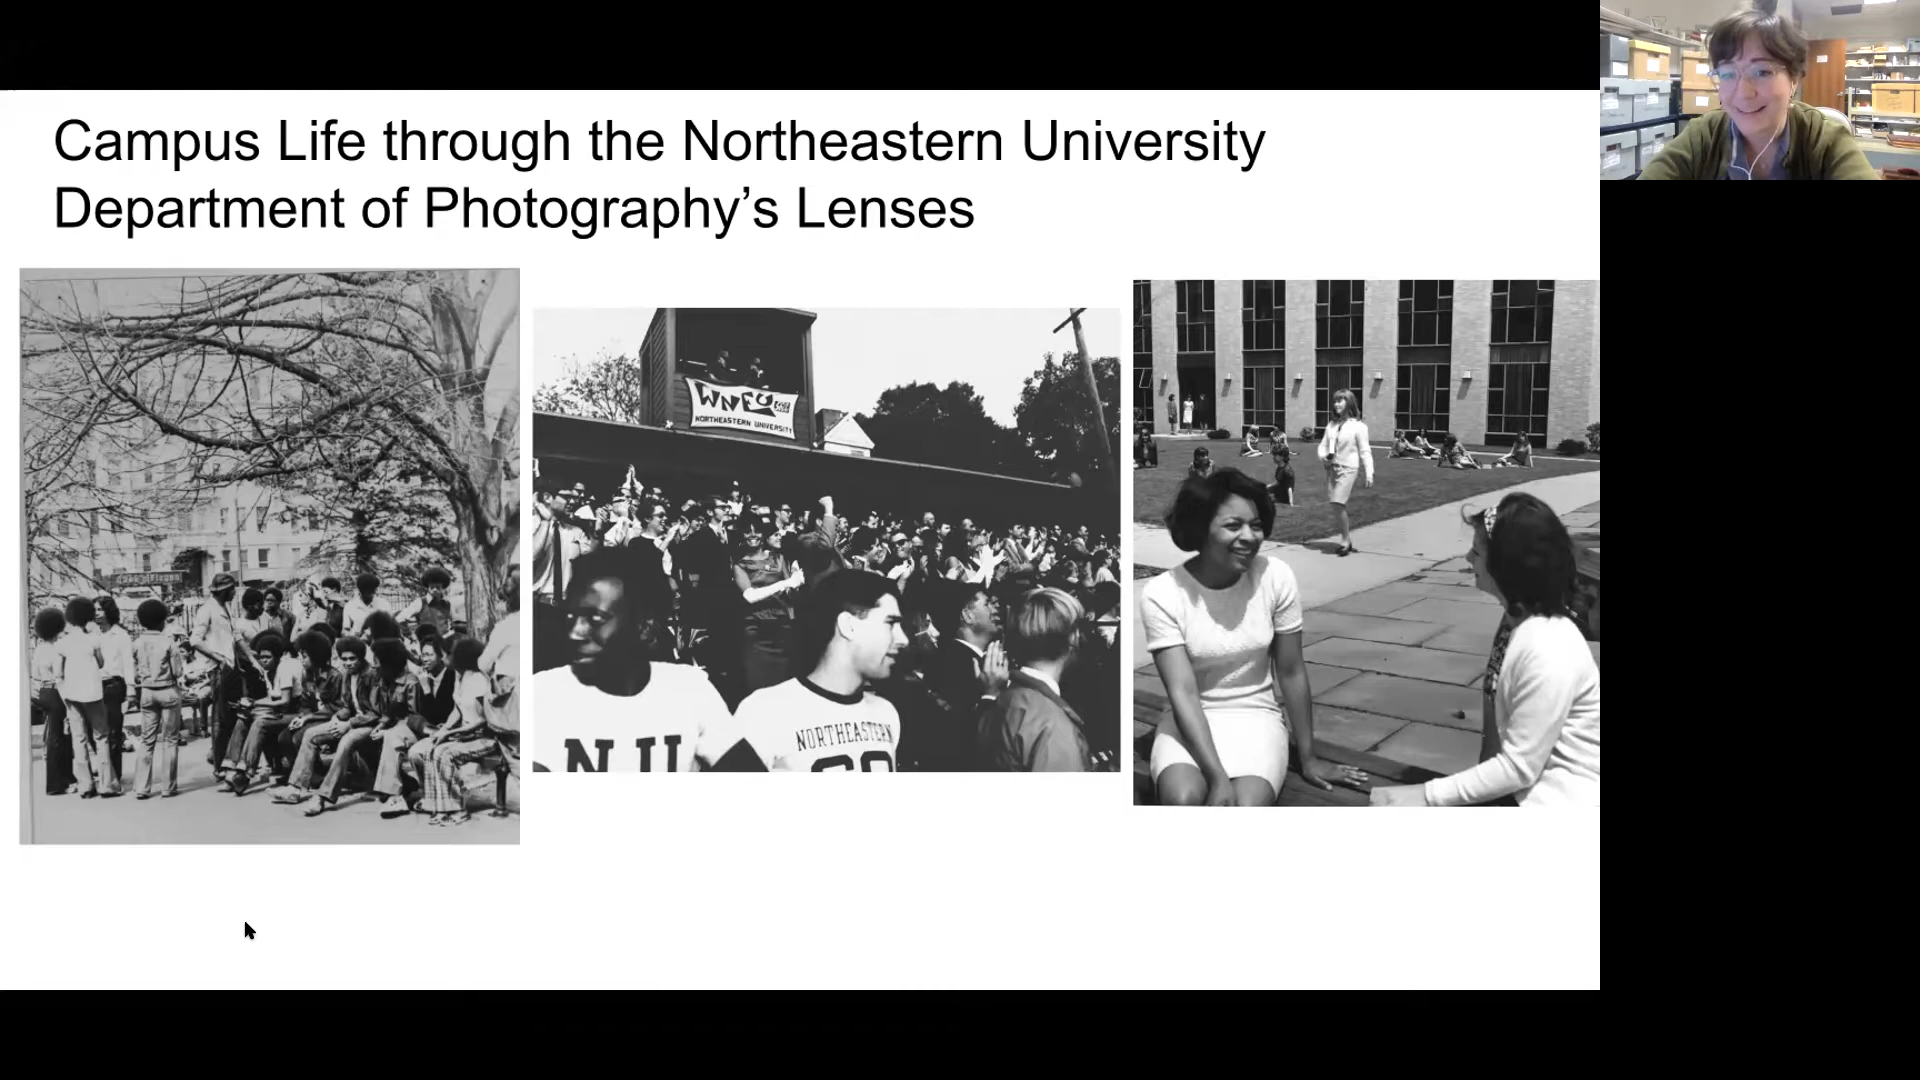 Campus Life through the Northeastern University
Department of Photography’s Lenses
WNEU
NORTHEASTERN UNIVERSITY
NU
NORTHEASTERN